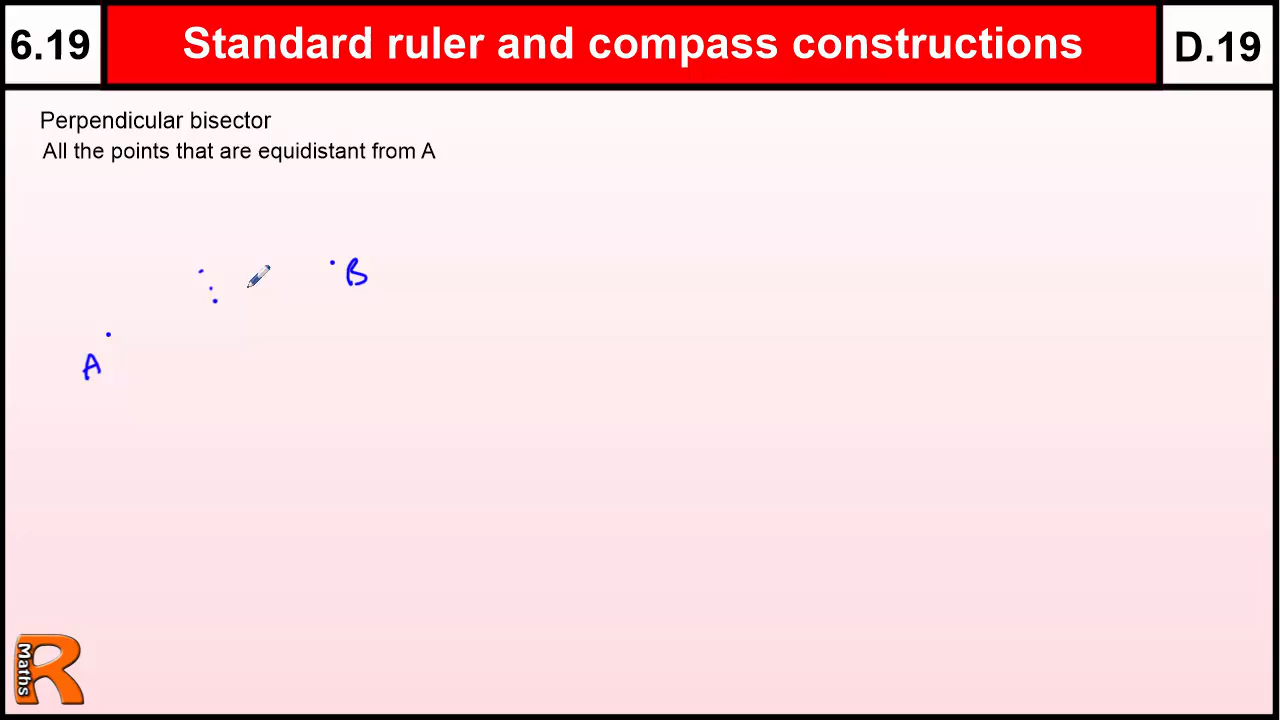 6.19
Standard ruler and compass constructions
D.19
Perpendicular bisector
All the points that are equidistant from A
B
A
R
Maths